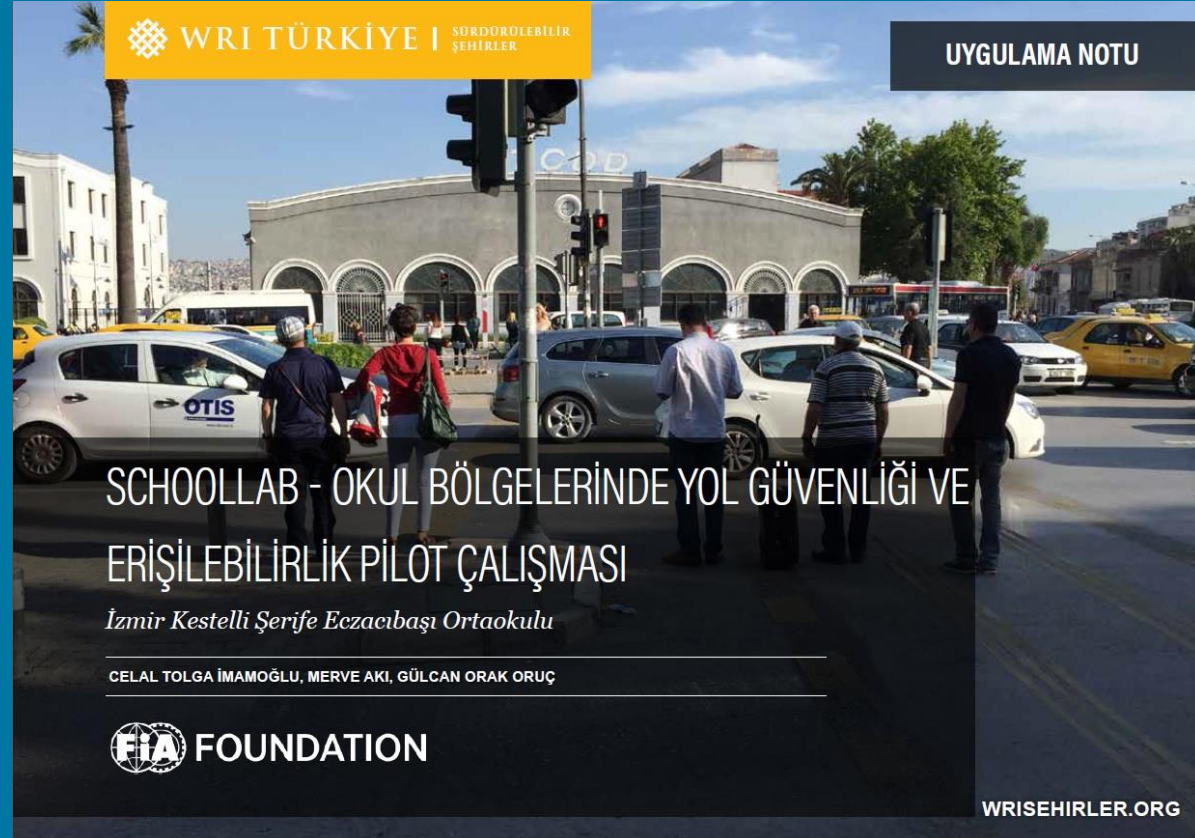 WRI TÜRKİYE | SÜRDÜRÜLEBİLİR
ŞEHİRLER
UYGULAMA NOTU
TCDD
OTIS
SCHOOLLAB - OKUL BÖLGELERİNDE YOL GÜVENLİĞİ VE
ERİŞİLEBİLİRLİK PİLOT ÇALIŞMASI
İzmir Kestelli Şerife Eczacıbaşı Ortaokulu
CELAL TOLGA İMAMOĞLU, MERVE AKI, GÜLCAN ORAK ORUÇ
FiA FOUNDATION
WRISEHIRLER.ORG